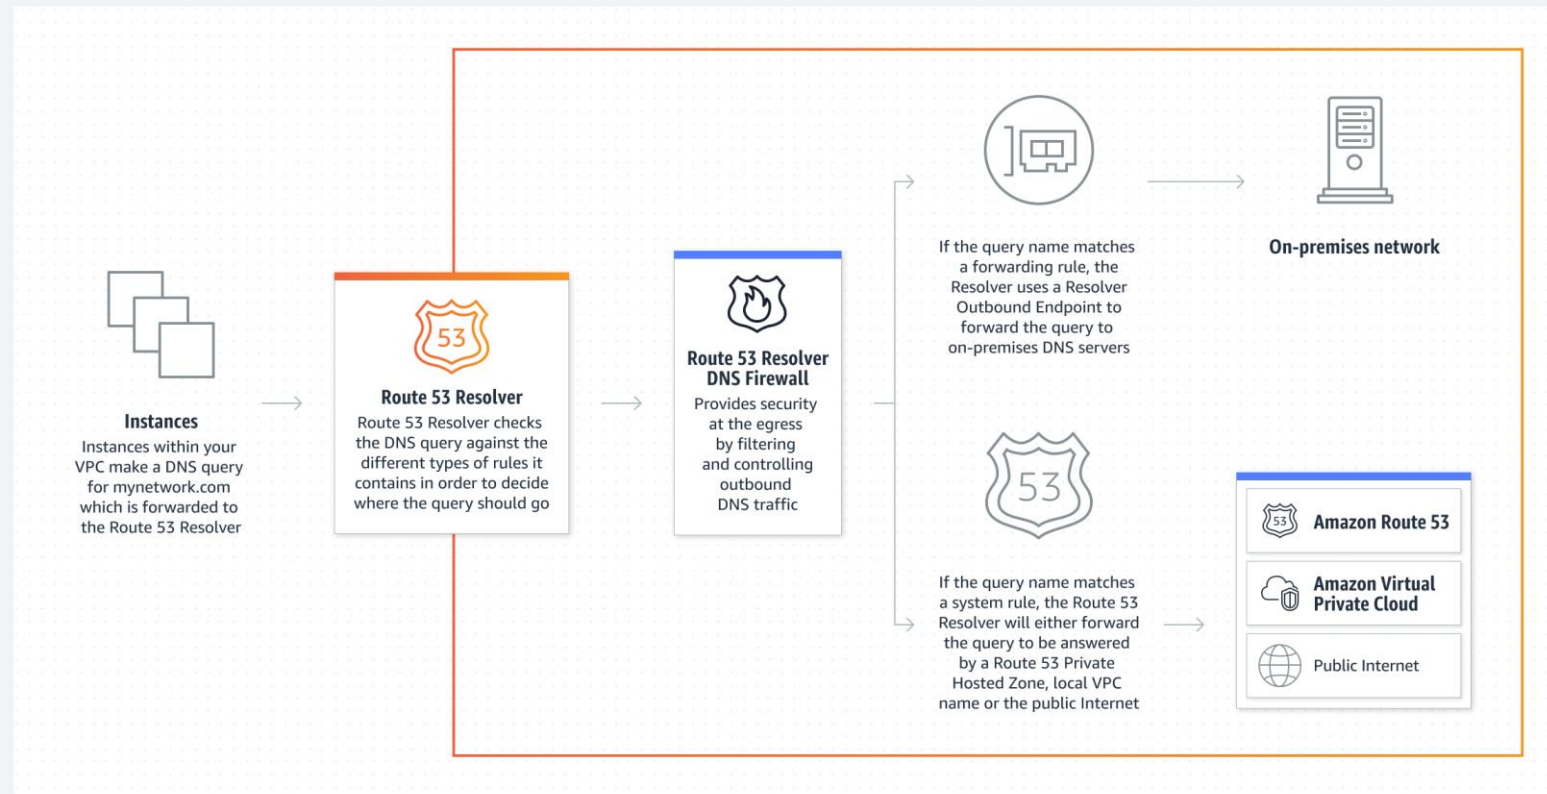 Instances
Instances within your
VPC make a DNS query
for mynetwork.com
which is forwarded to
the Route 53 Resolver
53
Route 53 Resolver
Route 53 Resolver checks
the DNS query against the
different types of rules it
contains in order to decide
where the query should go
Route 53 Resolver
DNS Firewall
Provides security
at the egress
by filtering
and controlling
outbound
DNS traffic
If the query name matches
a forwarding rule, the
Resolver uses a Resolver
Outbound Endpoint to
forward the query to
on-premises DNS servers
On-premises network
53
If the query name matches
a system rule, the Route 53
Resolver will either forward
the query to be answered
by a Route 53 Private
Hosted Zone, local VPC
name or the public Internet
53
Amazon Route 53
Amazon Virtual
Private Cloud
Public Internet